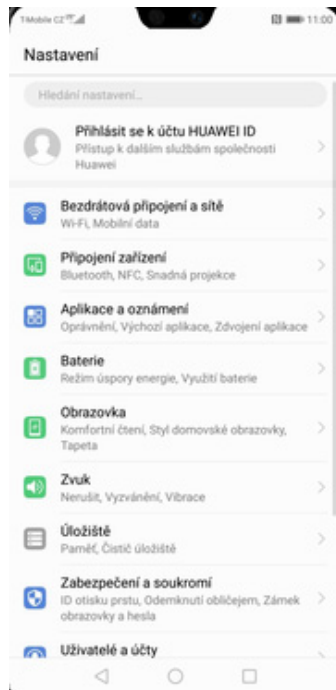 T-Mobile CZ
11:00
Nastavení
Hledání nastavení...
Přihlásit se k účtu HUAWEI ID
Přístup k dalším službám společnosti
Huawei
Bezdrátová připojení a sítě
Wi-Fi, Mobilní data
Připojení zařízení
Bluetooth, NFC, Snadná projekce
Aplikace a oznámení
Oprávnění, Výchozí aplikace, Zdvojení aplikace
Baterie
Režim úspory energie, Využití baterie
Obrazovka
Komfortní čtení, Styl domovské obrazovky,
Tapeta
Zvuk
Nerušit, Vyzvánění, Vibrace
Úložiště
Paměť, Čistič úložiště
Zabezpečení a soukromí
ID otisku prstu, Odemknutí obličejem, Zámek
obrazovky a hesla
Uživatelé a účty